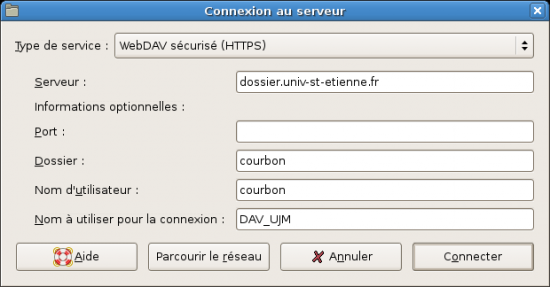 Connexion au serveur
Type de service : WebDAV sécurisé (HTTPS)
Serveur : dossier.univ-st-etienne.fr
Informations optionnelles :
Port :
Dossier : courbon
Nom d'utilisateur : courbon
Nom à utiliser pour la connexion : DAV_UJM
Aide Parcourir le réseau Annuler Connecter